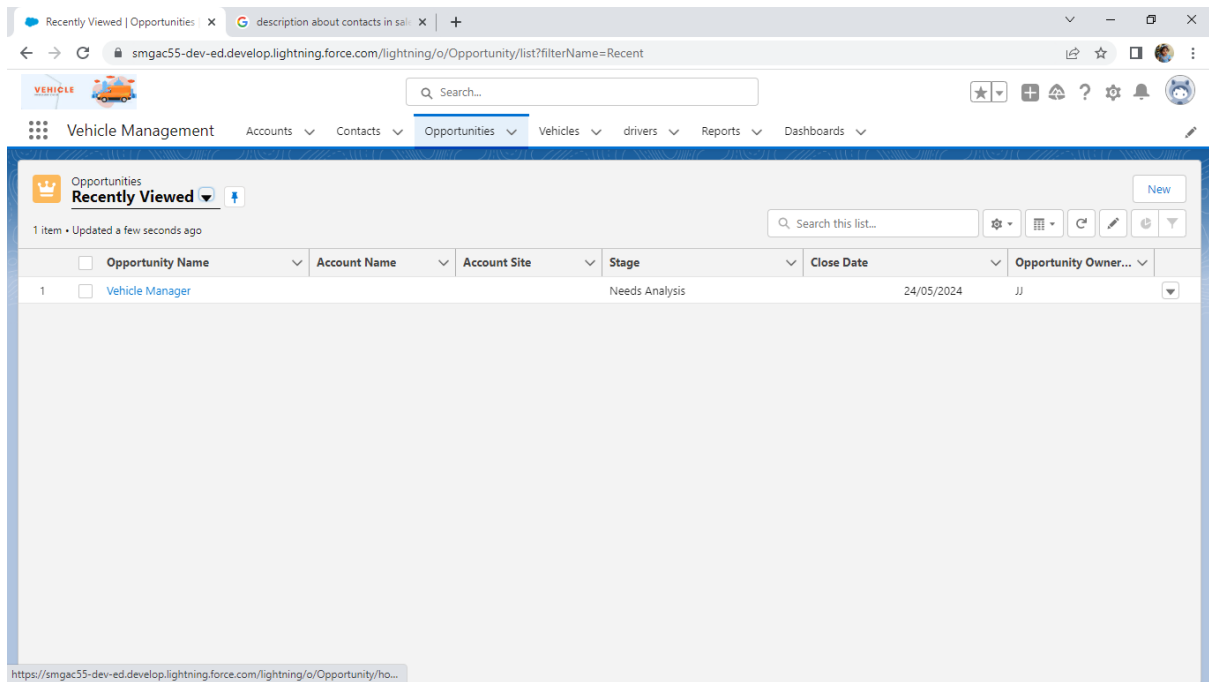 Recently Viewed | Opportunities |
description about contacts in sale
smgac55-dev-ed.develop.lightning.force.com/lightning/o/Opportunity/list?filterName=Recent
VEHICLE
Search...
Vehicle Management Accounts Contacts Opportunities Vehicles drivers Reports Dashboards
Opportunities
Recently Viewed
New
1 item • Updated a few seconds ago
Search this list...
Opportunity Name Account Name Account Site Stage Close Date Opportunity Owner...
1 Vehicle Manager Needs Analysis 24/05/2024 JJ
https://smgac55-dev-ed.develop.lightning.force.com/lightning/o/Opportunity/ho...